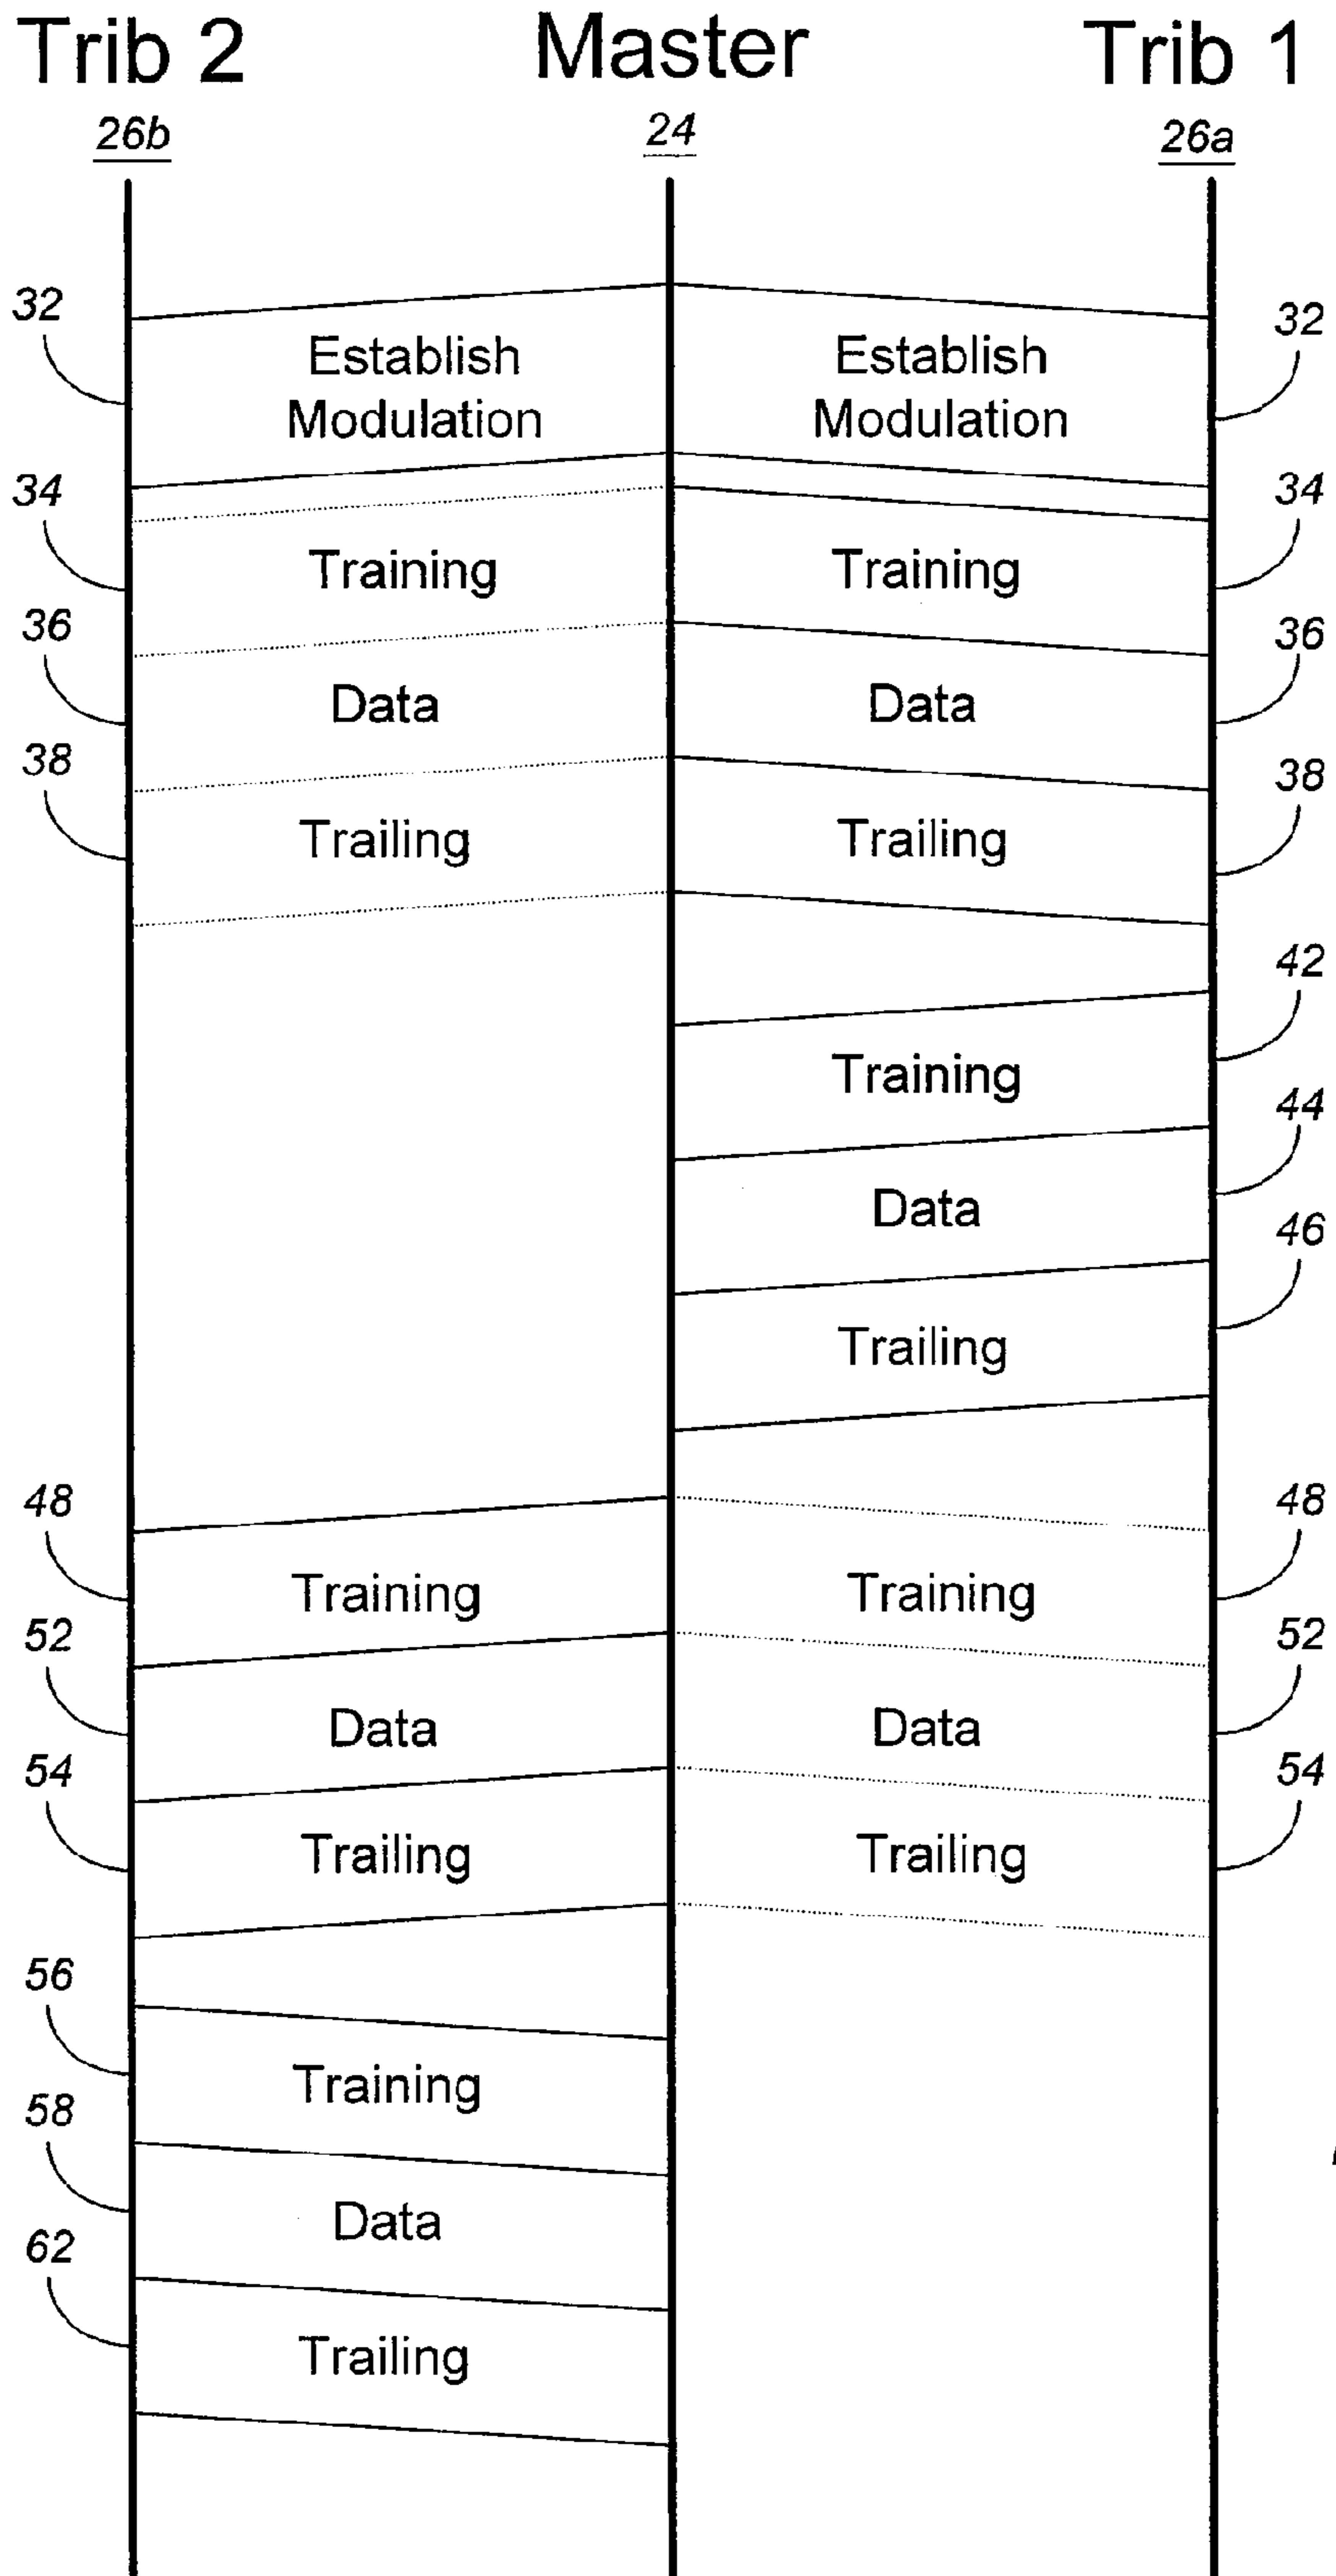 Trib 2 Master Trib 1
26b 24 26a
32 Establish Establish 32
Modulation Modulation
34 34
Training Training
36 36
Data Data
38 38
Trailing Trailing
42
Training
44
Data
46
Trailing
48 48
Training Training
52 52
Data Data
54 54
Trailing Trailing
56
Training
58
Data
62
Trailing